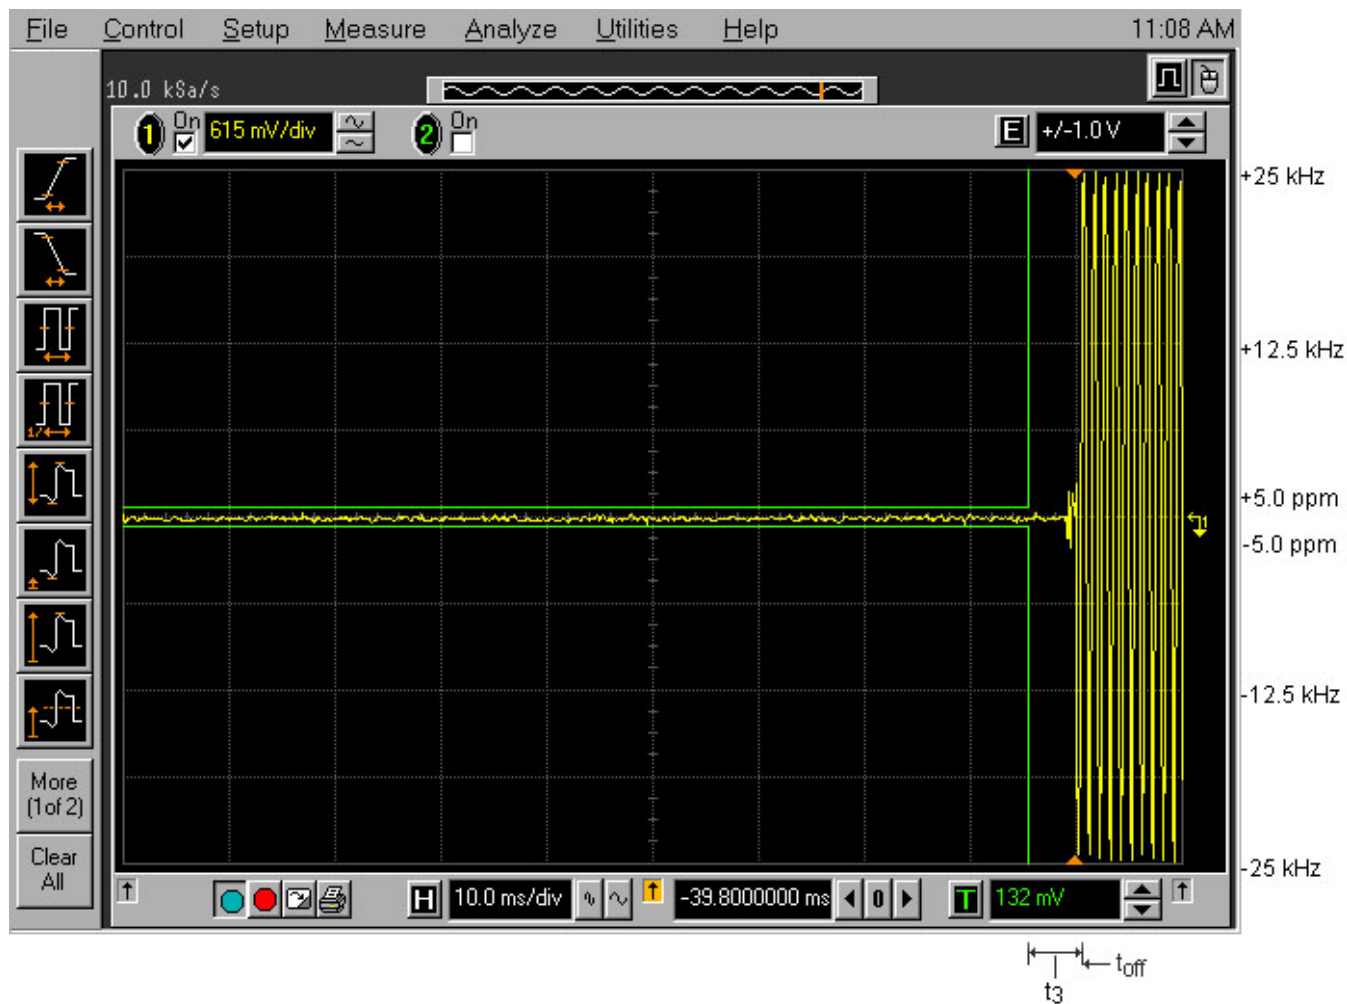 File Control Setup Measure Analyze Utilities Help 11:08 AM
10.0 kSa/s
1 On 615 mV/div 2 On E +/-1.0 V
+25 kHz
+12.5 kHz
+5.0 ppm
-5.0 ppm
-12.5 kHz
-25 kHz
1/
More
(1of 2)
Clear
All
H 10.0 ms/div -39.8000000 ms 0 T 132 mV
toff
t3